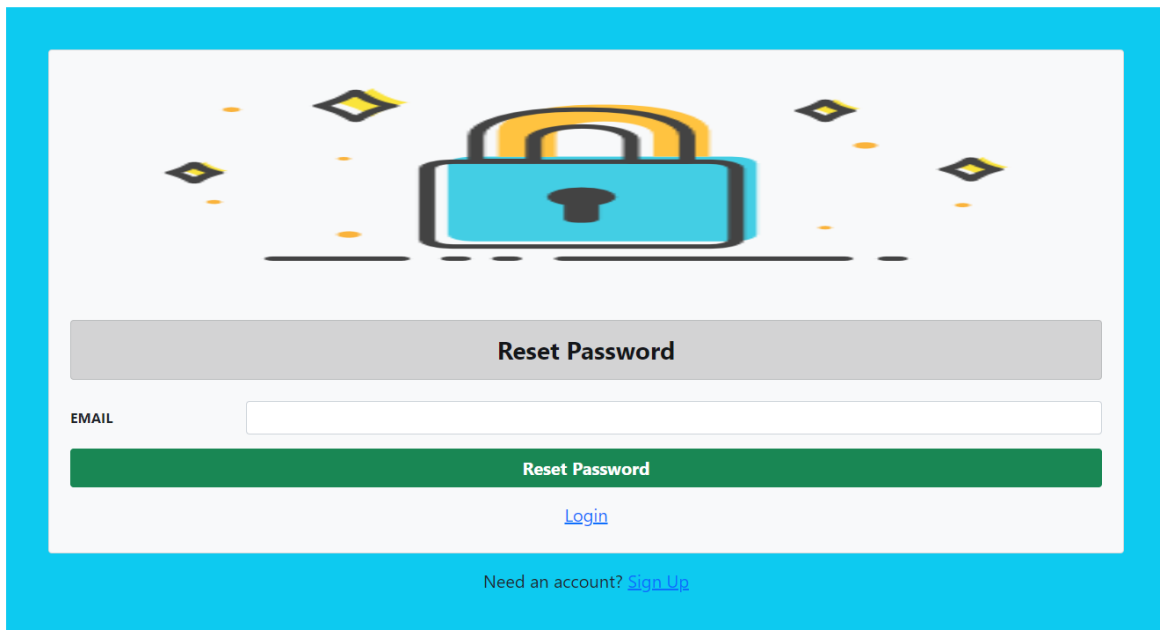 Reset Password
EMAIL
Reset Password
Login
Need an account? Sign Up